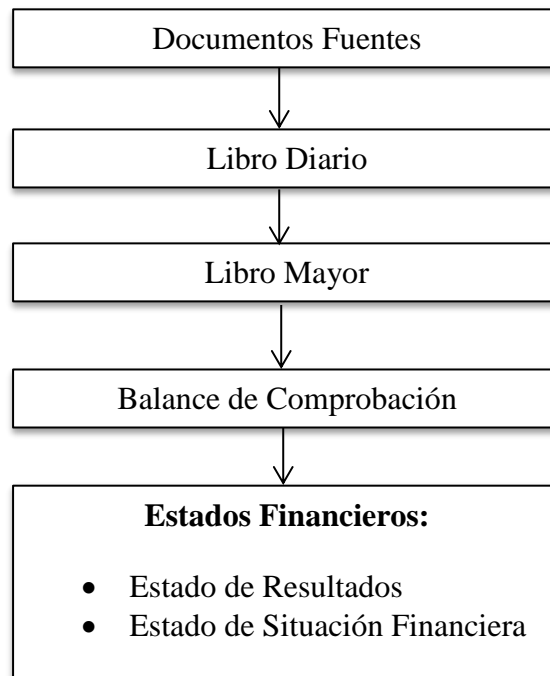 Documentos Fuentes
Libro Diario
Libro Mayor
Balance de Comprobación
Estados Financieros:
• Estado de Resultados
• Estado de Situación Financiera